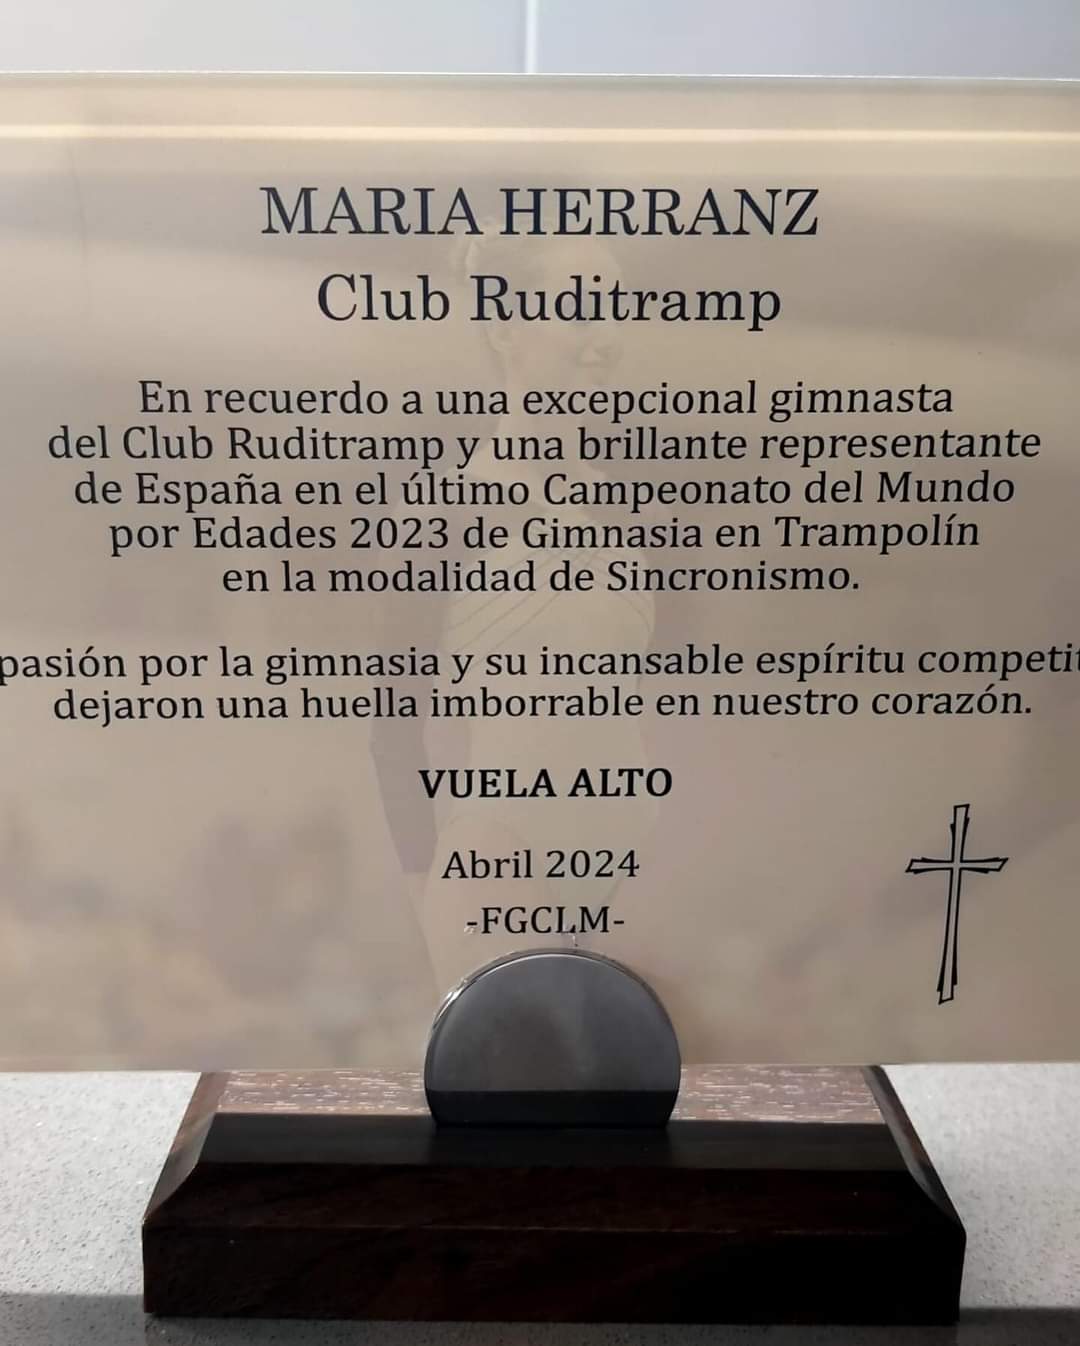 MARIA HERRANZ
Club Ruditramp
En recuerdo a una excepcional gimnasta
del Club Ruditramp y una brillante representante
de España en el último Campeonato del Mundo
por Edades 2023 de Gimnasia en Trampolín
en la modalidad de Sincronismo.
pasión por la gimnasia y su incansable espíritu
dejaron una huella imborrable en nuestro corazón.
VUELA ALTO
Abril 2024
-FGCLM-